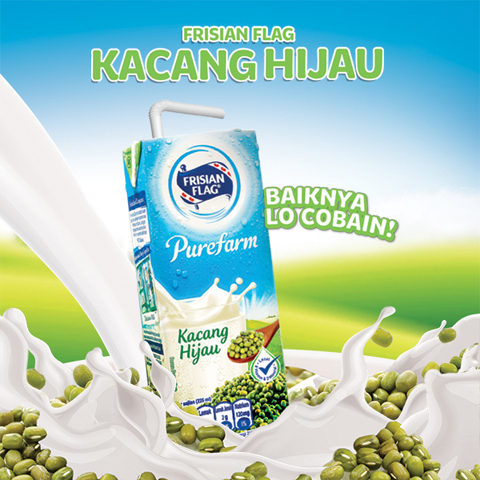 FRISIAN FLAG
KACANG HIJAU
FRISIAN
FLAG®
BAIKNYA
LO COBAIN!
Purefarm
Kacang
Hijau